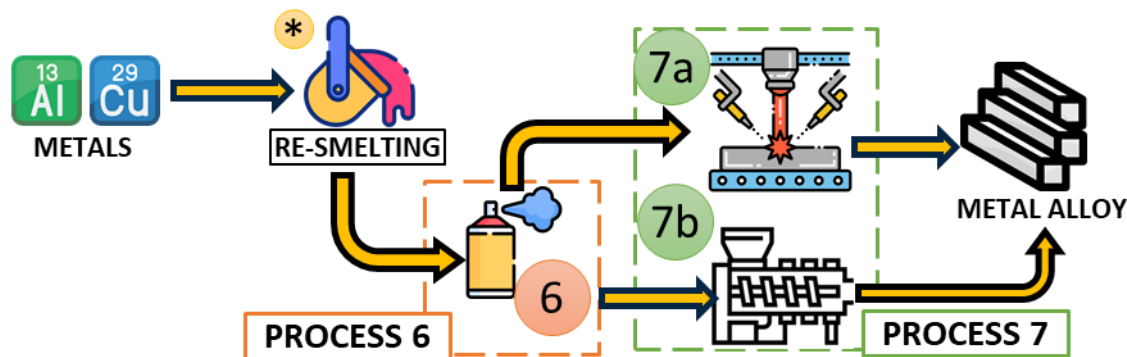 *
13
Al
29
Cu
METALS
RE-SMELTING
7a
7b
METAL ALLOY
6
PROCESS 6
PROCESS 7